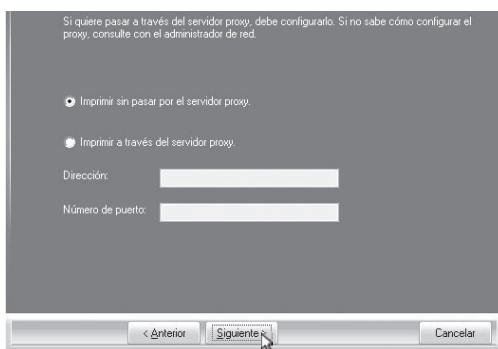 Si quiere pasar a través del servidor proxy, debe configurarlo. Si no sabe cómo configurar el
proxy, consulte con el administrador de red.
Imprimir sin pasar por el servidor proxy.
Imprimir a través del servidor proxy.
Dirección:
Número de puerto:
< Anterior
Siguiente >
Cancelar